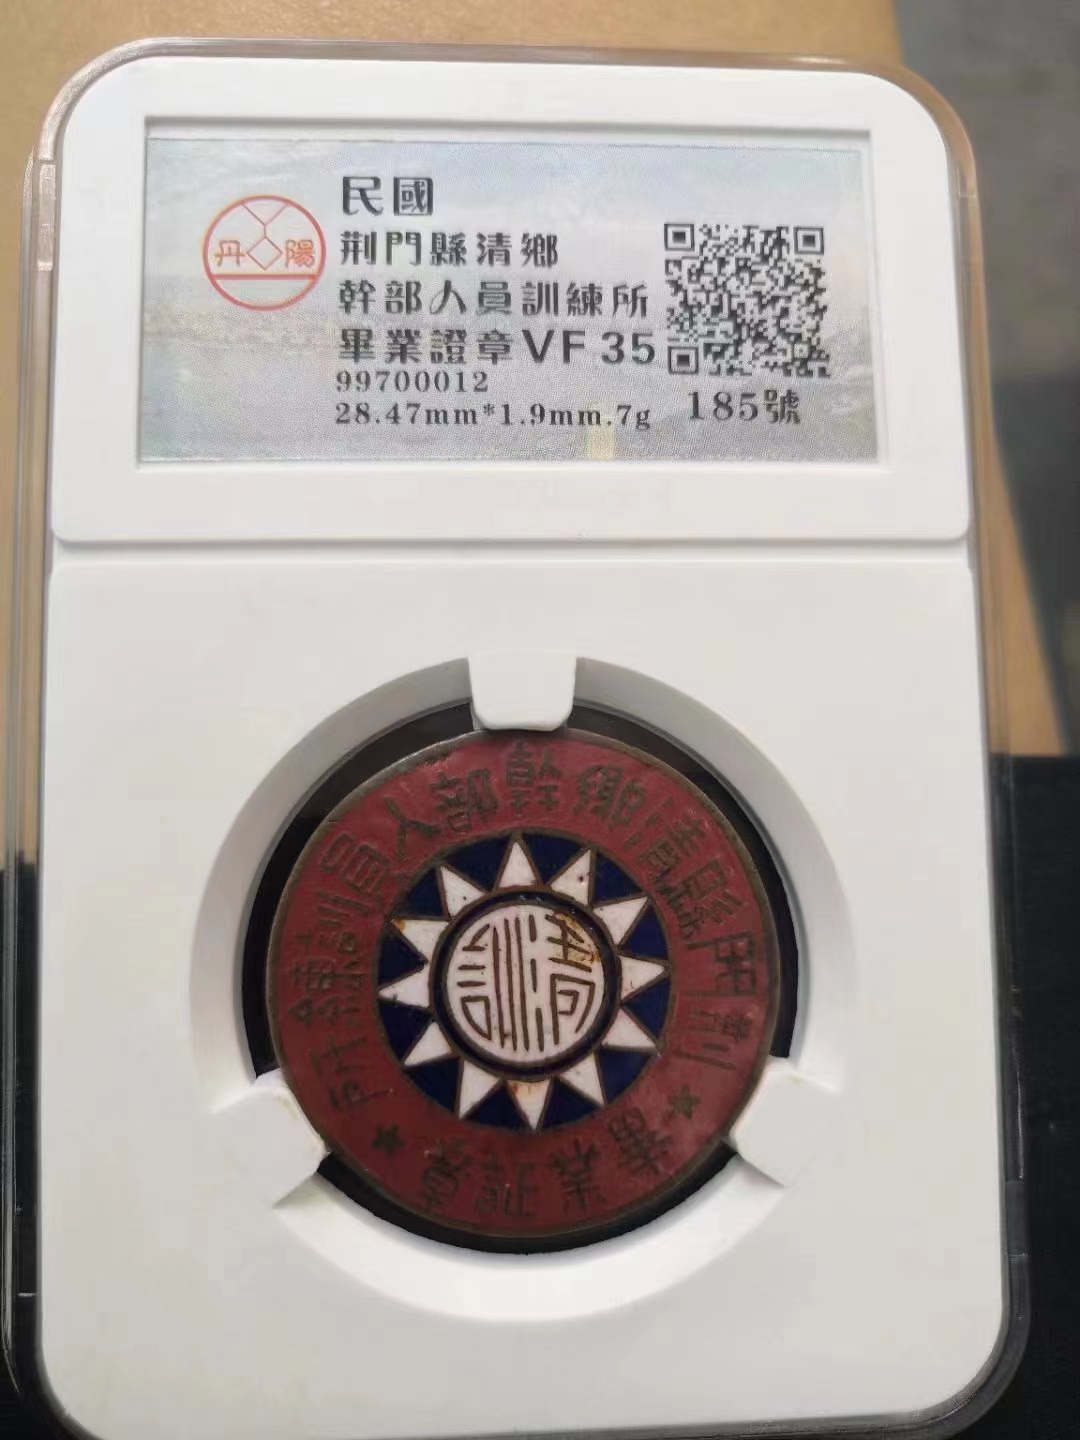 丹陽
民國
荆門縣清鄉
幹部人員訓練所
畢業證章VF 35
99700012
28.47mm*1.9mm.7g
185號
荆門縣清鄉幹部人員訓練所
畢業證章
清訓